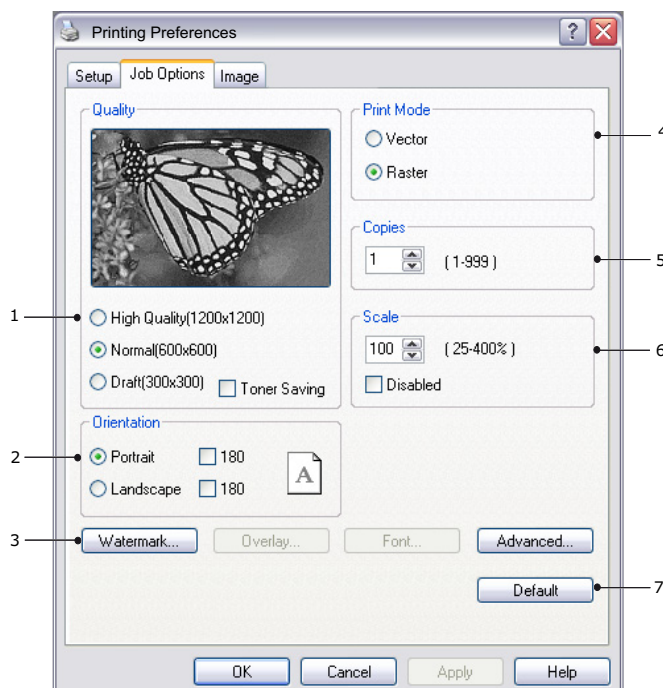 Printing Preferences
Setup Job Options Image
Quality
Print Mode
4
Vector
Raster
Copies
5
1 ( 1-999 )
1
High Quality(1200x1200)
Normal(600x600)
Draft(300x300) Toner Saving
Scale
6
100 ( 25-400% )
Disabled
Orientation
2
Portrait 180
A
Landscape 180
3
Watermark... Overlay... Font... Advanced...
Default
7
OK Cancel Apply Help